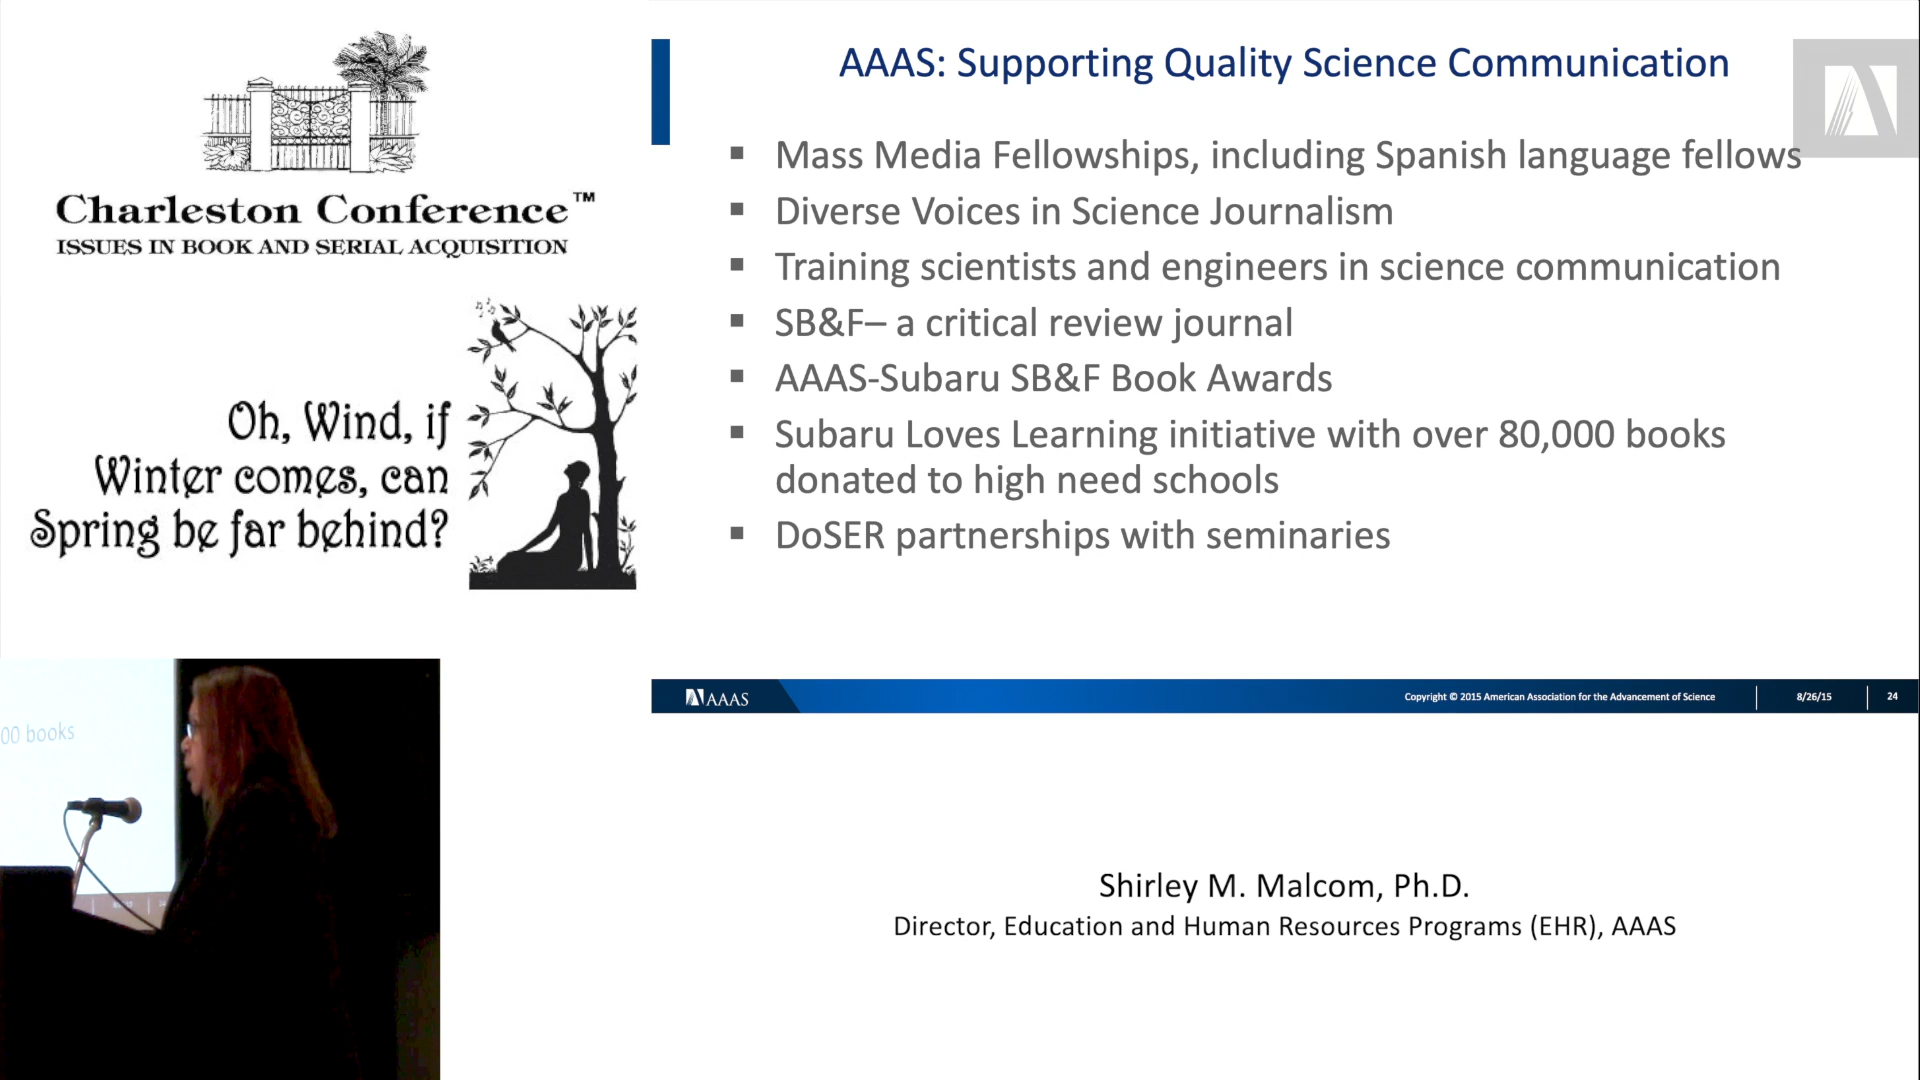 Charleston Conference™
ISSUES IN BOOK AND SERIAL ACQUISITION
Oh, Wind, if
Winter comes, can
Spring be far behind?
AAAS: Supporting Quality Science Communication
▪ Mass Media Fellowships, including Spanish language fellows
▪ Diverse Voices in Science Journalism
▪ Training scientists and engineers in science communication
▪ SB&F– a critical review journal
▪ AAAS-Subaru SB&F Book Awards
▪ Subaru Loves Learning initiative with over 80,000 books
donated to high need schools
▪ DoSER partnerships with seminaries
AAAS
Copyright © 2015 American Association for the Advancement of Science | 8/26/15 | 24
00 books
Shirley M. Malcom, Ph.D.
Director, Education and Human Resources Programs (EHR), AAAS